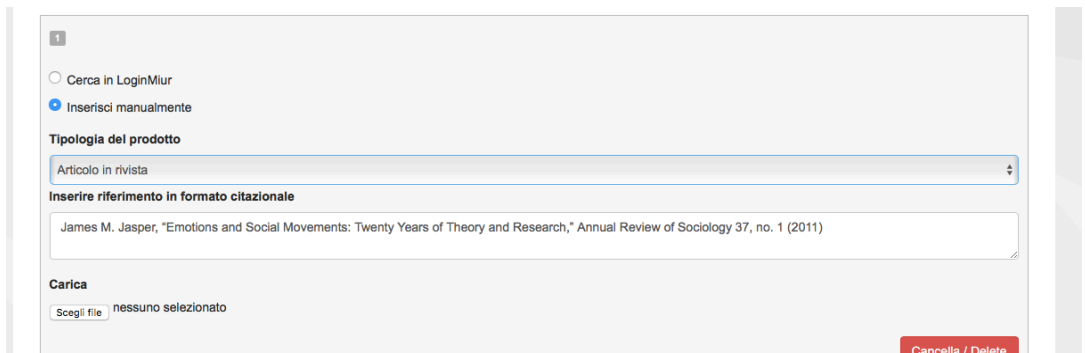 1
Cerca in LoginMiur
Inserisci manualmente
Tipologia del prodotto
Articolo in rivista
Inserire riferimento in formato citazionale
James M. Jasper, "Emotions and Social Movements: Twenty Years of Theory and Research," Annual Review of Sociology 37, no. 1 (2011)
Carica
Scegli file nessuno selezionato
Cancella / Delete